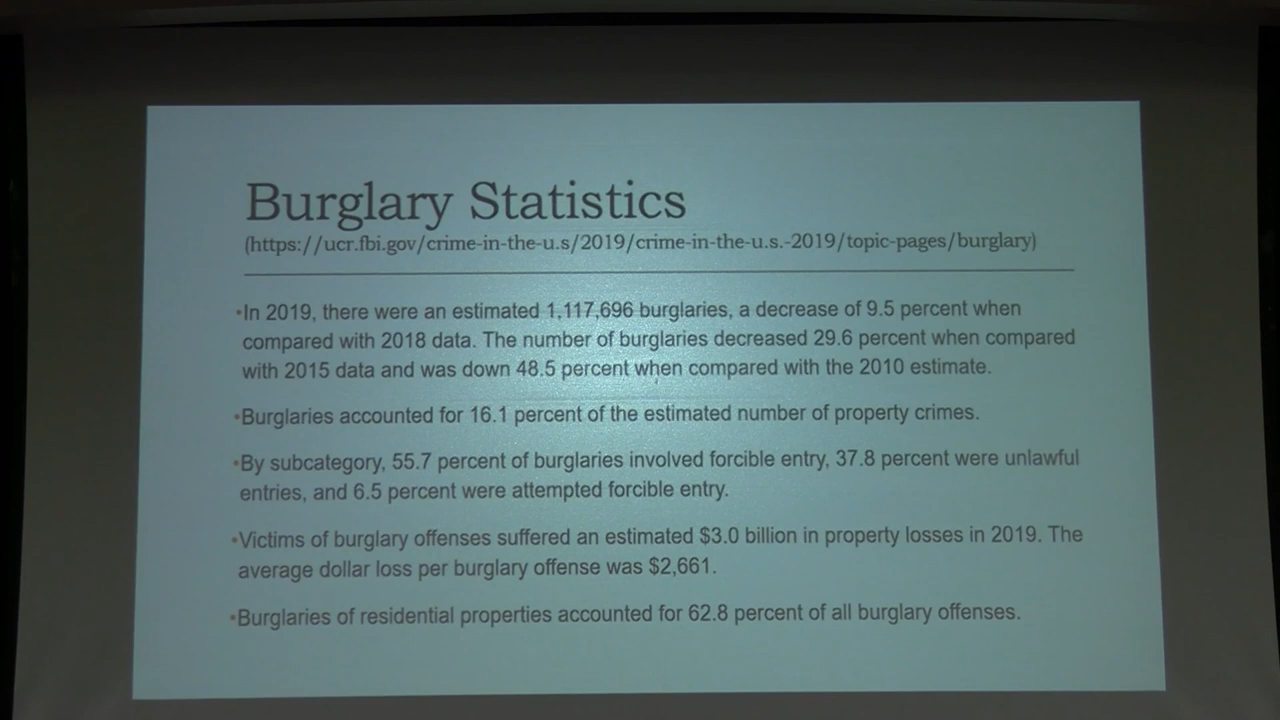 Burglary Statistics
(https://ucr.fbi.gov/crime-in-the-u.s/2019/crime-in-the-u.s.-2019/topic-pages/burglary)
•In 2019, there were an estimated 1,117,696 burglaries, a decrease of 9.5 percent when
compared with 2018 data. The number of burglaries decreased 29.6 percent when compared
with 2015 data and was down 48.5 percent when compared with the 2010 estimate.
•Burglaries accounted for 16.1 percent of the estimated number of property crimes.
•By subcategory, 55.7 percent of burglaries involved forcible entry, 37.8 percent were unlawful
entries, and 6.5 percent were attempted forcible entry.
•Victims of burglary offenses suffered an estimated $3.0 billion in property losses in 2019. The
average dollar loss per burglary offense was $2,661.
•Burglaries of residential properties accounted for 62.8 percent of all burglary offenses.